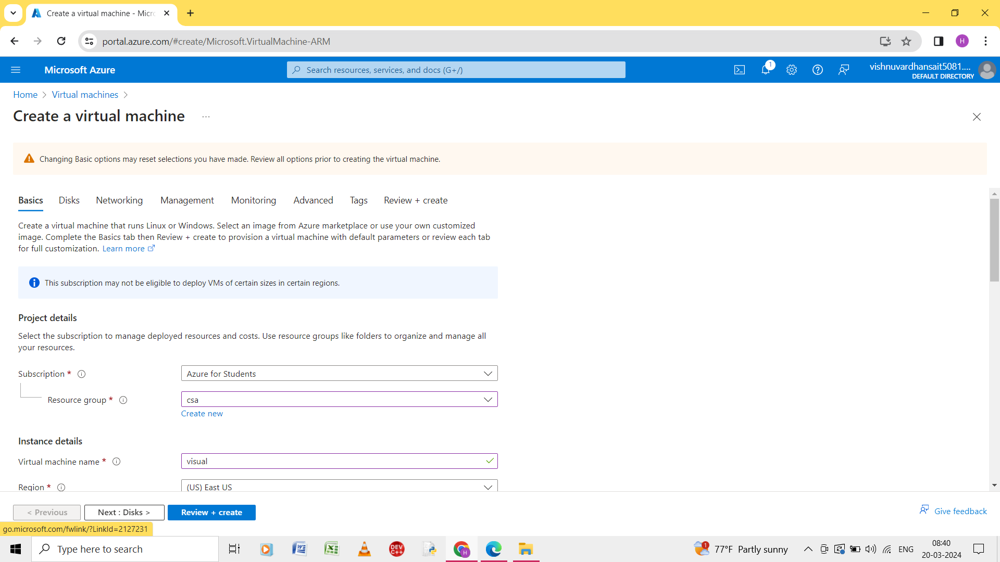 Create a virtual machine - Micr
portal.azure.com/#create/Microsoft.VirtualMachine-ARM
H
Microsoft Azure
Search resources, services, and docs (G+/)
1
vishnuvardhansait5081....
DEFAULT DIRECTORY
Home > Virtual machines >
Create a virtual machine ...
Changing Basic options may reset selections you have made. Review all options prior to creating the virtual machine.
Basics Disks Networking Management Monitoring Advanced Tags Review + create
Create a virtual machine that runs Linux or Windows. Select an image from Azure marketplace or use your own customized
image. Complete the Basics tab then Review + create to provision a virtual machine with default parameters or review each tab
for full customization. Learn more
This subscription may not be eligible to deploy VMs of certain sizes in certain regions.
Project details
Select the subscription to manage deployed resources and costs. Use resource groups like folders to organize and manage all
your resources.
Subscription * Azure for Students
Resource group * csa
Create new
Instance details
Virtual machine name * visual
Region * (US) East US
< Previous Next : Disks > Review + create
Give feedback
go.microsoft.com/fwlink/?LinkId=2127231
Type here to search
DEV C++
H
1
77°F Partly sunny
ENG
08:40
20-03-2024